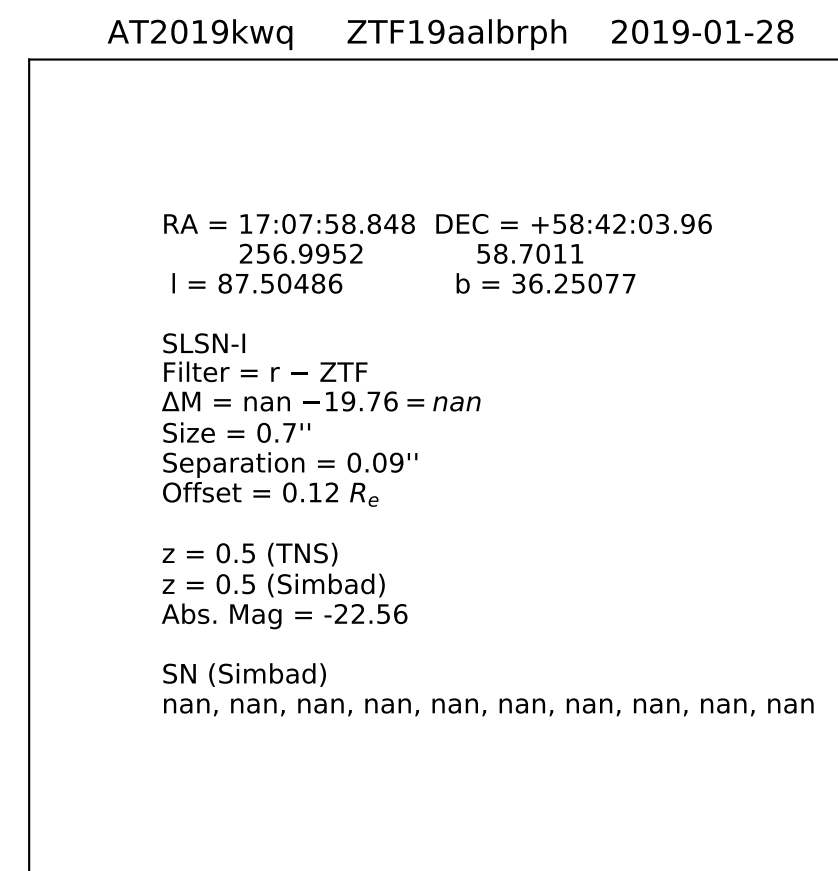 AT2019kwq ZTF19aalbrph 2019-01-28
RA = 17:07:58.848 DEC = +58:42:03.96
256.9952 58.7011
l = 87.50486 b = 36.25077
SLSN-I
Filter = r − ZTF
ΔM = nan −19.76 = nan
Size = 0.7''
Separation = 0.09''
Offset = 0.12 Re
z = 0.5 (TNS)
z = 0.5 (Simbad)
Abs. Mag = -22.56
SN (Simbad)
nan, nan, nan, nan, nan, nan, nan, nan, nan, nan